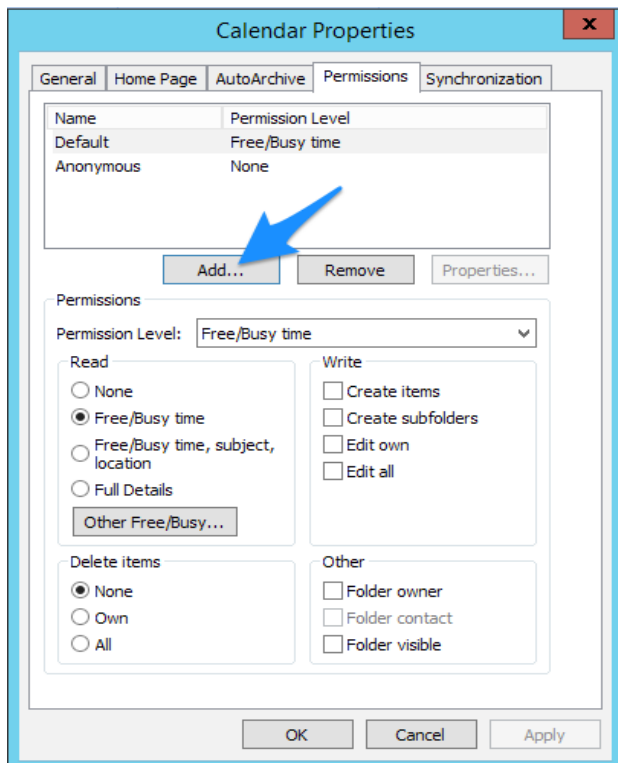 Calendar Properties
x
General Home Page AutoArchive Permissions Synchronization
Name Permission Level
Default Free/Busy time
Anonymous None
Add... Remove Properties...
Permissions
Permission Level: Free/Busy time
Read
None
Free/Busy time
Free/Busy time, subject,
location
Full Details
Other Free/Busy...
Write
Create items
Create subfolders
Edit own
Edit all
Delete items
None
Own
All
Other
Folder owner
Folder contact
Folder visible
OK Cancel Apply